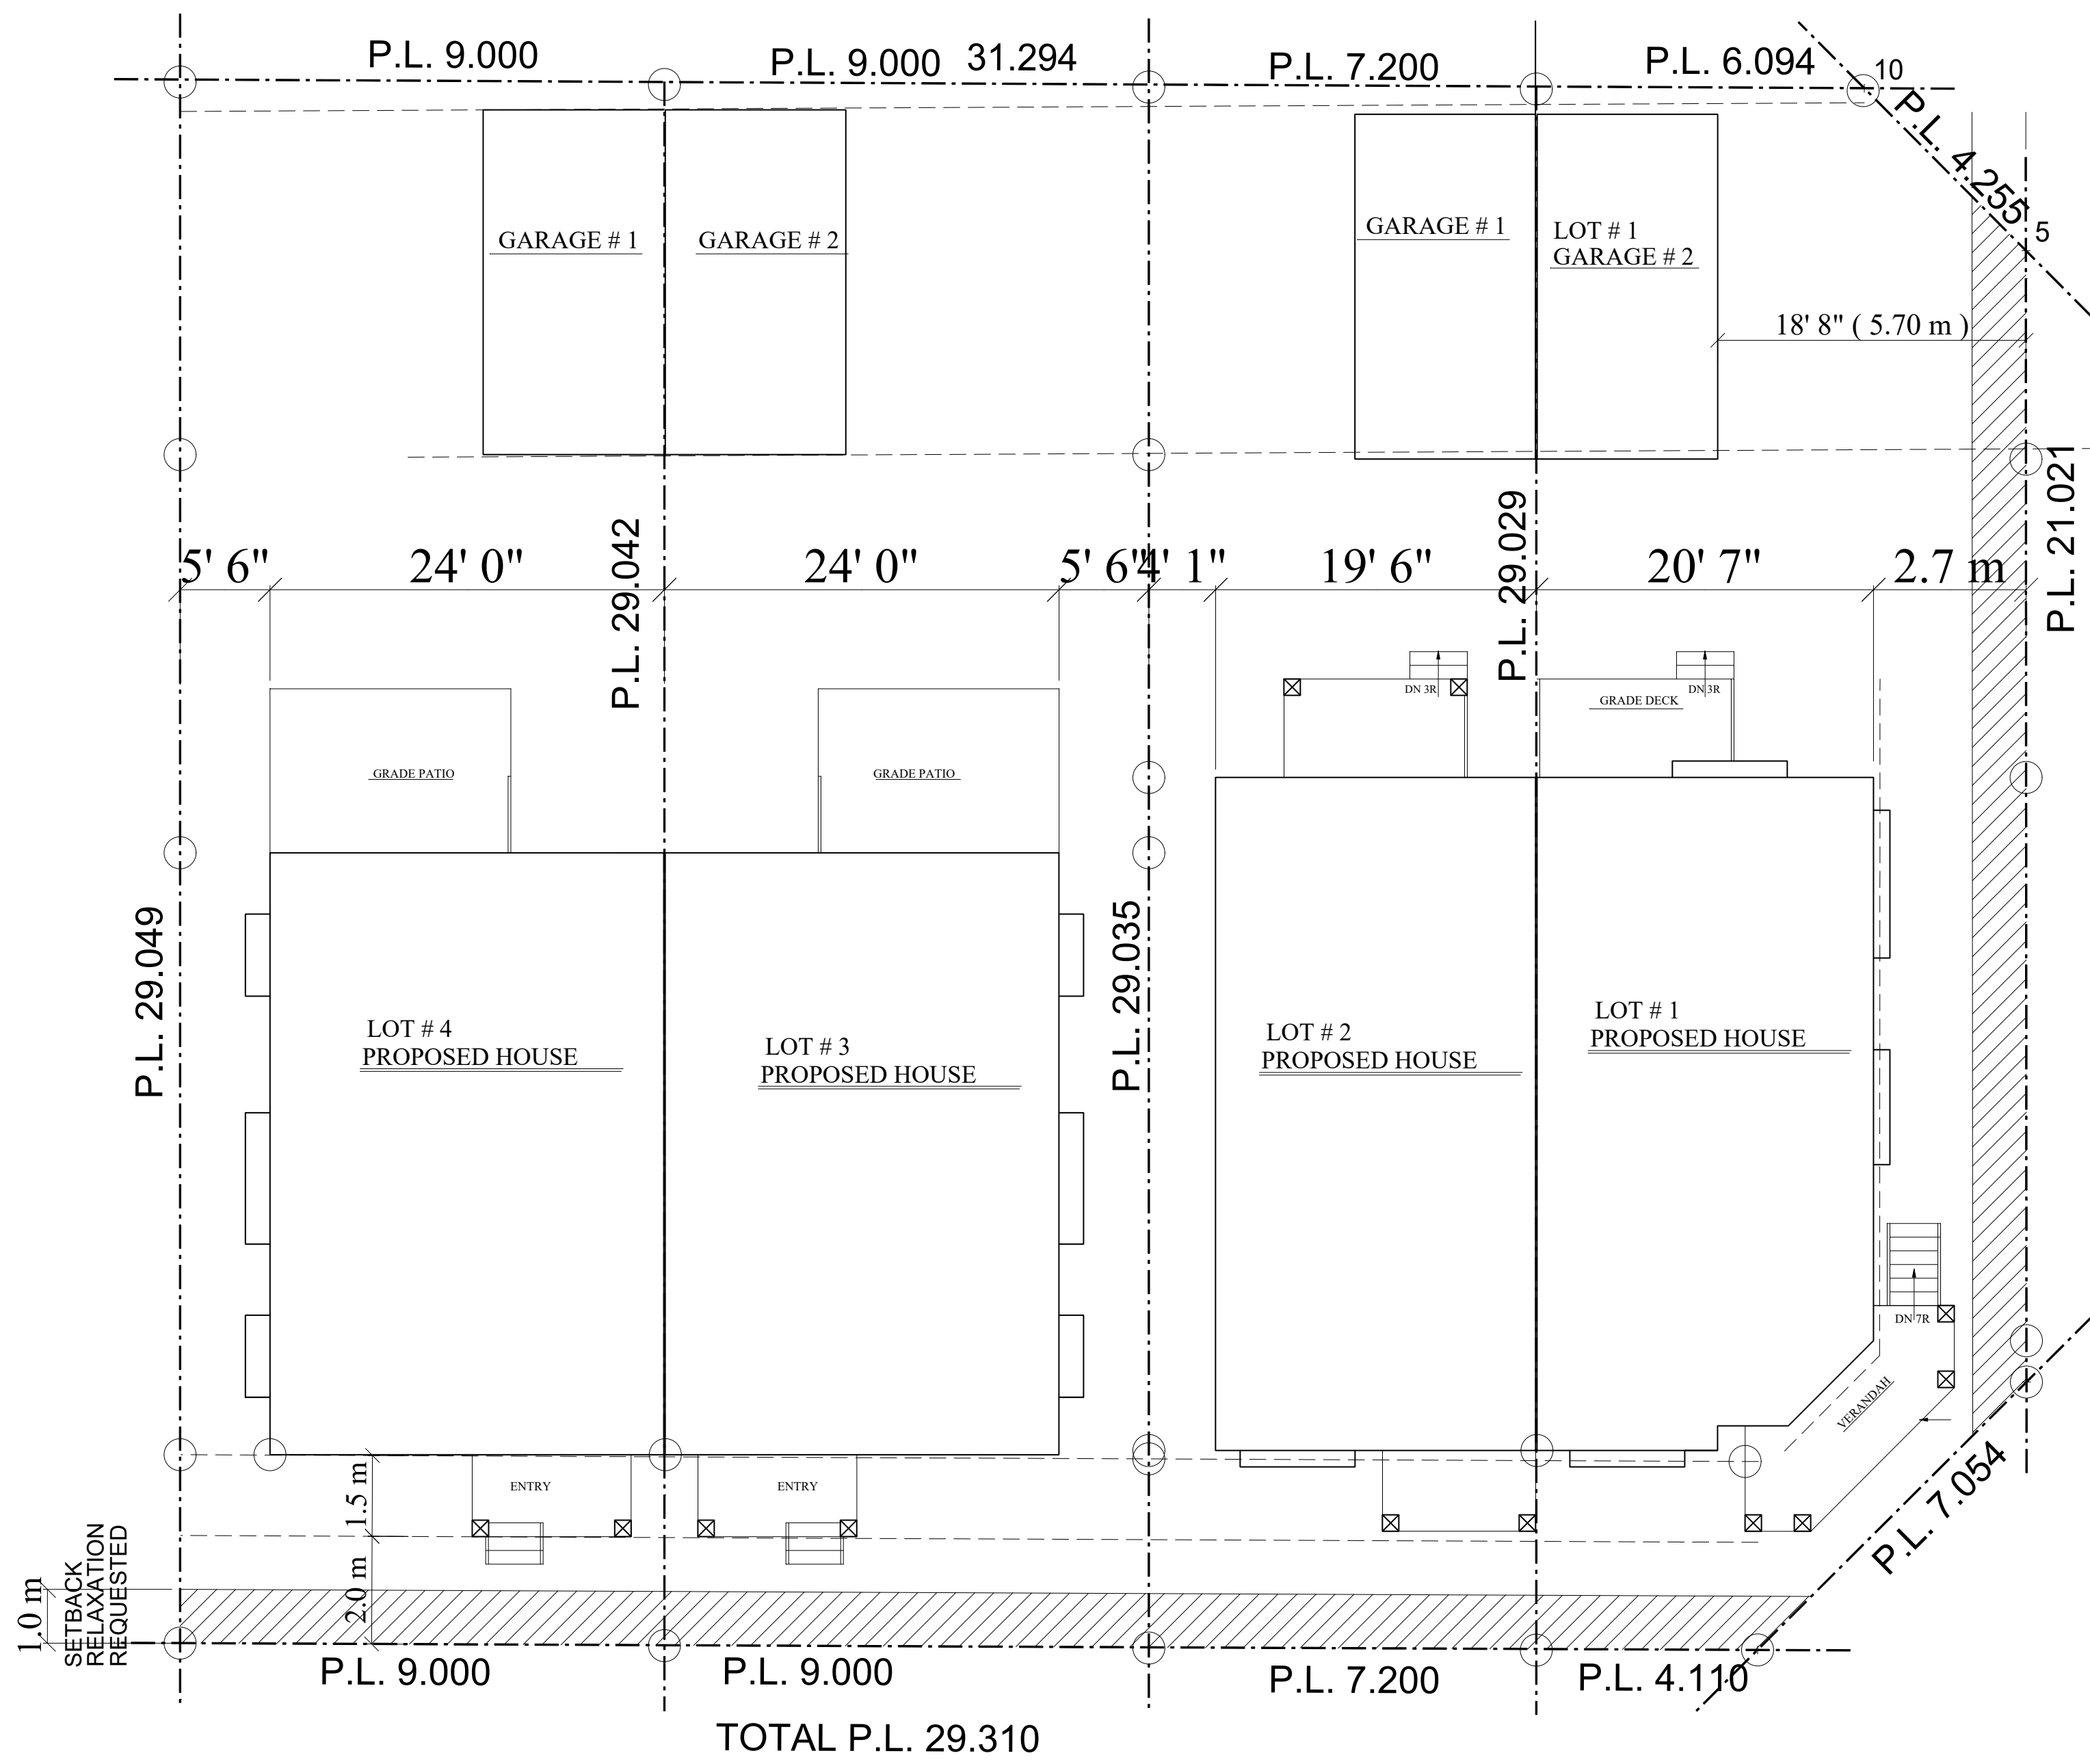 P.L. 9.000
P.L. 9.000
31.294
P.L. 7.200
P.L. 6.094
10
P.L. 4.255
5
GARAGE # 1
GARAGE # 2
GARAGE # 1
LOT # 1
GARAGE # 2
18' 8" ( 5.70 m )
P.L. 21.021
5' 6"
24' 0"
P.L. 29.042
24' 0"
5' 6"
4' 1"
19' 6"
P.L. 29.029
20' 7"
2.7 m
DN 3R
DN 3R
GRADE DECK
GRADE PATIO
GRADE PATIO
P.L. 29.049
P.L. 29.035
LOT # 4
PROPOSED HOUSE
LOT # 3
PROPOSED HOUSE
LOT # 2
PROPOSED HOUSE
LOT # 1
PROPOSED HOUSE
DN 7R
VERANDAH
ENTRY
ENTRY
1.5 m
2.0 m
1.0 m
SETBACK
RELAXATION
REQUESTED
P.L. 7.054
P.L. 9.000
P.L. 9.000
P.L. 7.200
P.L. 4.110
TOTAL P.L. 29.310